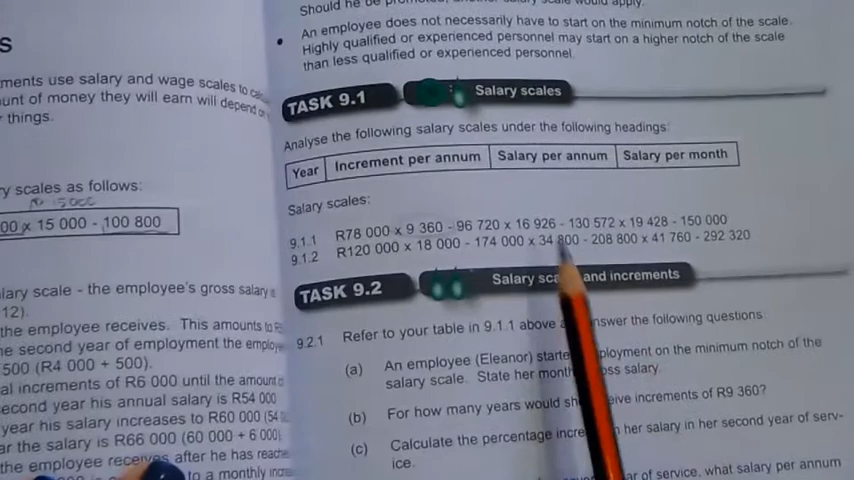 s
ments use salary and wage scales to
unt of money they will earn will depend
things.
ry scales as follows:
00 x 15 000 - 100 800
lary scale - the employee's gross salary
12).
the employee receives. This amounts to
he second year of employment the employ
500 (R4 000 + 500).
al increments of R6 000 until the amount
econd year his annual salary is R54 000
year his salary increases to R60 000 (54
ar the salary is R66 000 (60 000 + 6 000)
the employee receives after he has reache
to a monthly incre
Should he be
salary scale would apply.
• An employee does not necessarily have to start on the minimum notch of the scale.
Highly qualified or experienced personnel may start on a higher notch of the scale
than less qualified or experienced personnel.
TASK 9.1 Salary scales
Analyse the following salary scales under the following headings:
Year Increment per annum Salary per annum Salary per month
Salary scales:
9.1.1 R78 000 x 9 360 - 96 720 x 16 926 - 130 572 x 19 428 - 150 000
9.1.2 R120 000 x 18 000 - 174 000 x 34 800 - 208 800 x 41 760 - 292 320
TASK 9.2 Salary and increments
9.2.1 Refer to your table in 9.1.1 above answer the following questions
(a) An employee (Eleanor) starte ployment on the minimum notch of the
salary scale. State her month oss salary.
(b) For how many years would sh eive increments of R9 360?
(c) Calculate the percentage incre n her salary in her second year of serv-
ice.
ar of service, what salary per annum